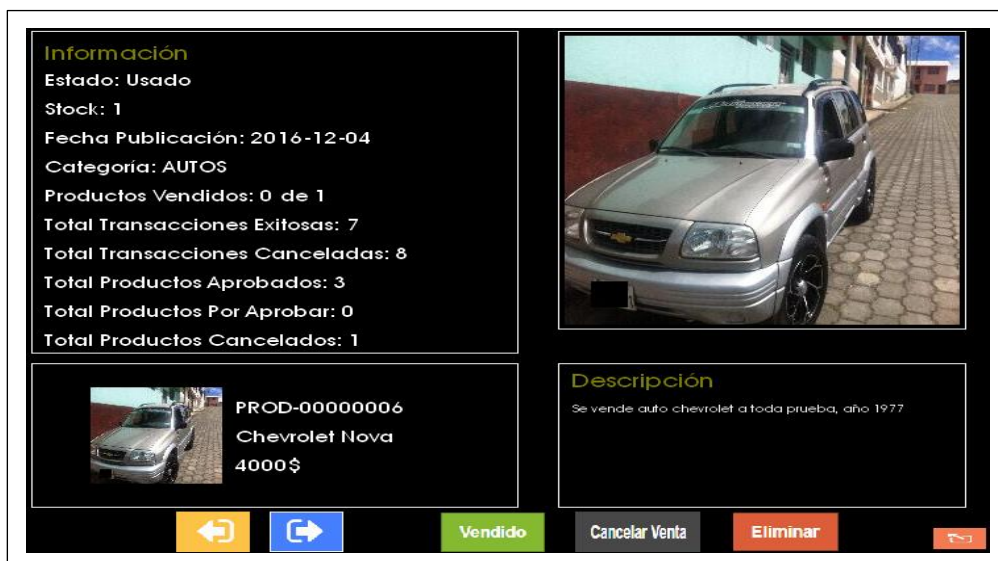 Información
Estado: Usado
Stock: 1
Fecha Publicación: 2016-12-04
Categoría: AUTOS
Productos Vendidos: 0 de 1
Total Transacciones Exitosas: 7
Total Transacciones Canceladas: 8
Total Productos Aprobados: 3
Total Productos Por Aprobar: 0
Total Productos Cancelados: 1
PROD-00000006
Chevrolet Nova
4000$
Descripción
Se vende auto chevrolet a toda prueba, año 1977
Vendido
Cancelar Venta
Eliminar